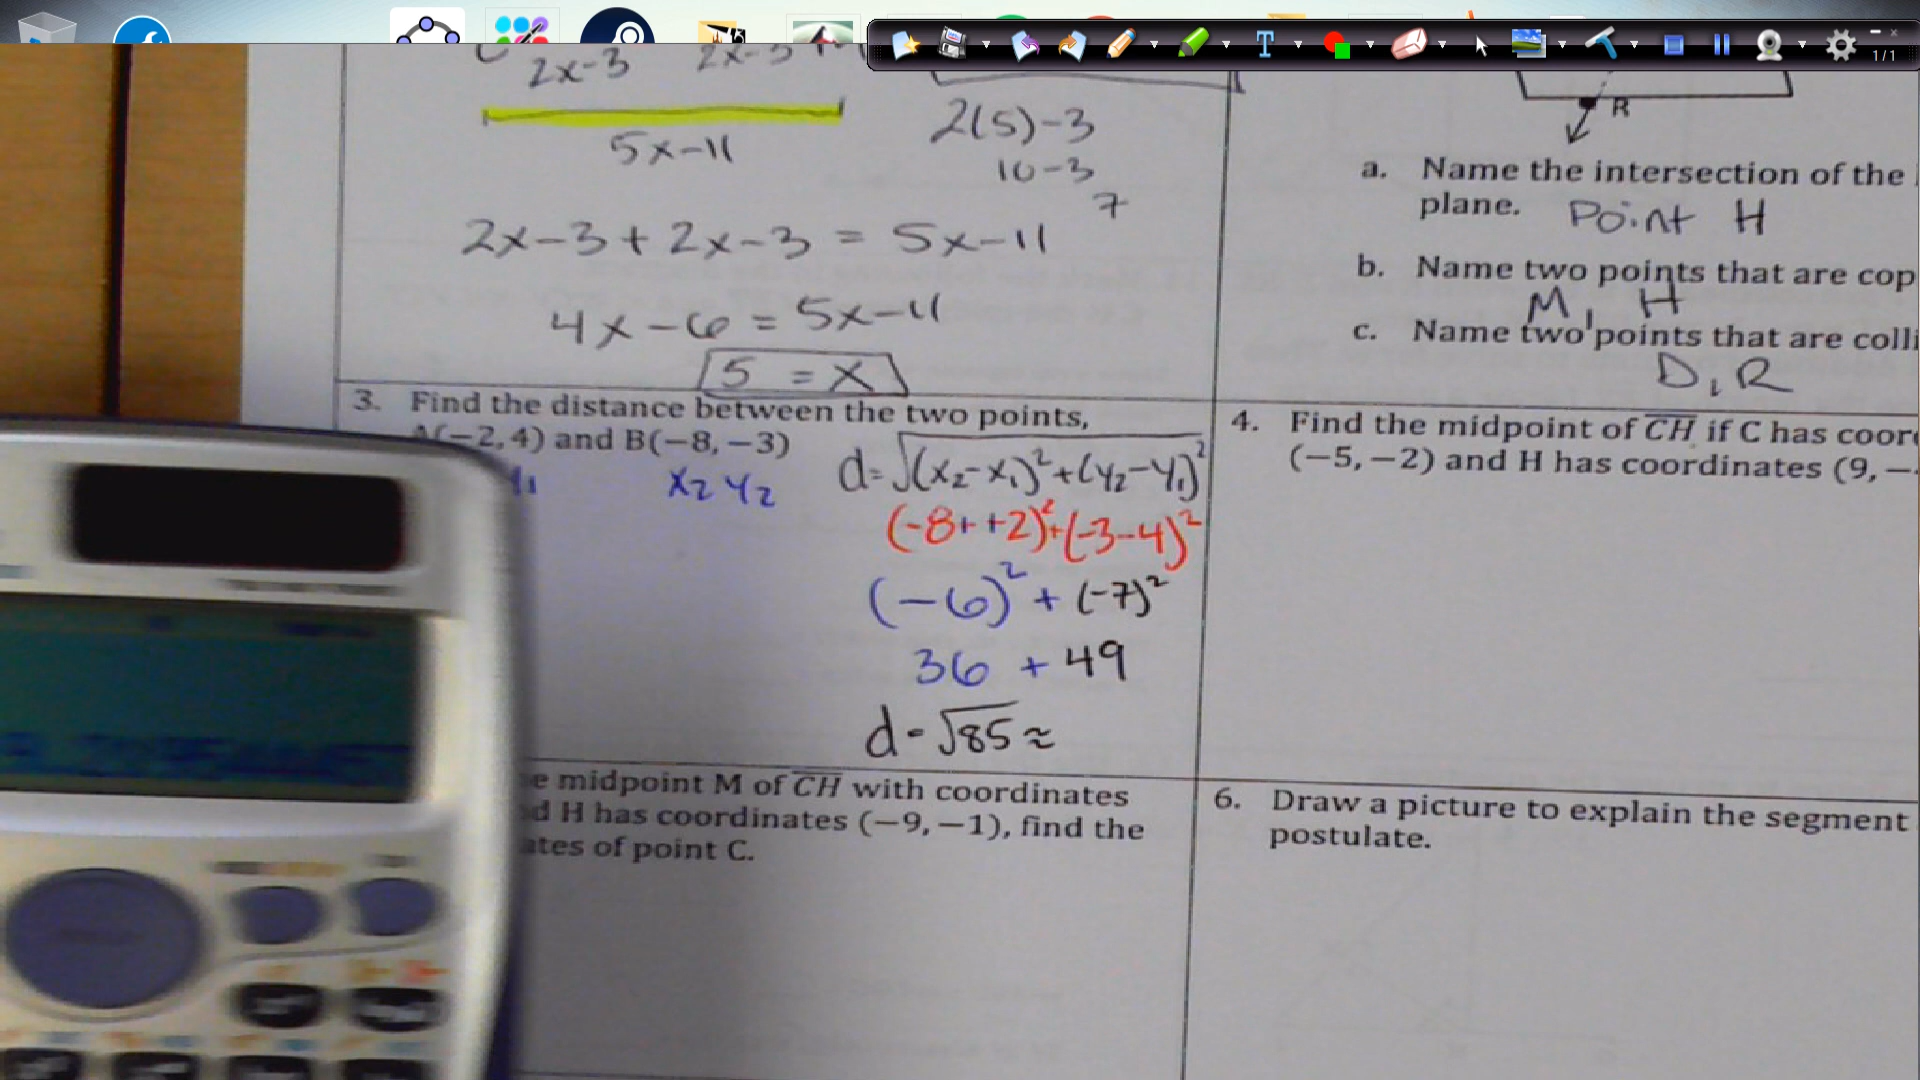 1/1
2x-3 2x-3
5x-11
2(5)-3
10-3
7
2x-3+2x-3 = 5x-11
4x-6 = 5x-11
5 = x
R
a. Name the intersection of the
plane. Point H
b. Name two points that are cop
M, H
c. Name two points that are colli
D, R
3. Find the distance between the two points,
A(−2,4) and B(−8,−3)
x2 y2
d=√(x2-x1)²+(y2-y1)²
(-8+ +2)²+(-3-4)²
(-6)² + (-7)²
36 + 49
d=√85 ≈
4. Find the midpoint of CH if C has coor
(−5,−2) and H has coordinates (9,−
e midpoint M of CH with coordinates
d H has coordinates (−9,−1), find the
ates of point C.
6. Draw a picture to explain the segment
postulate.